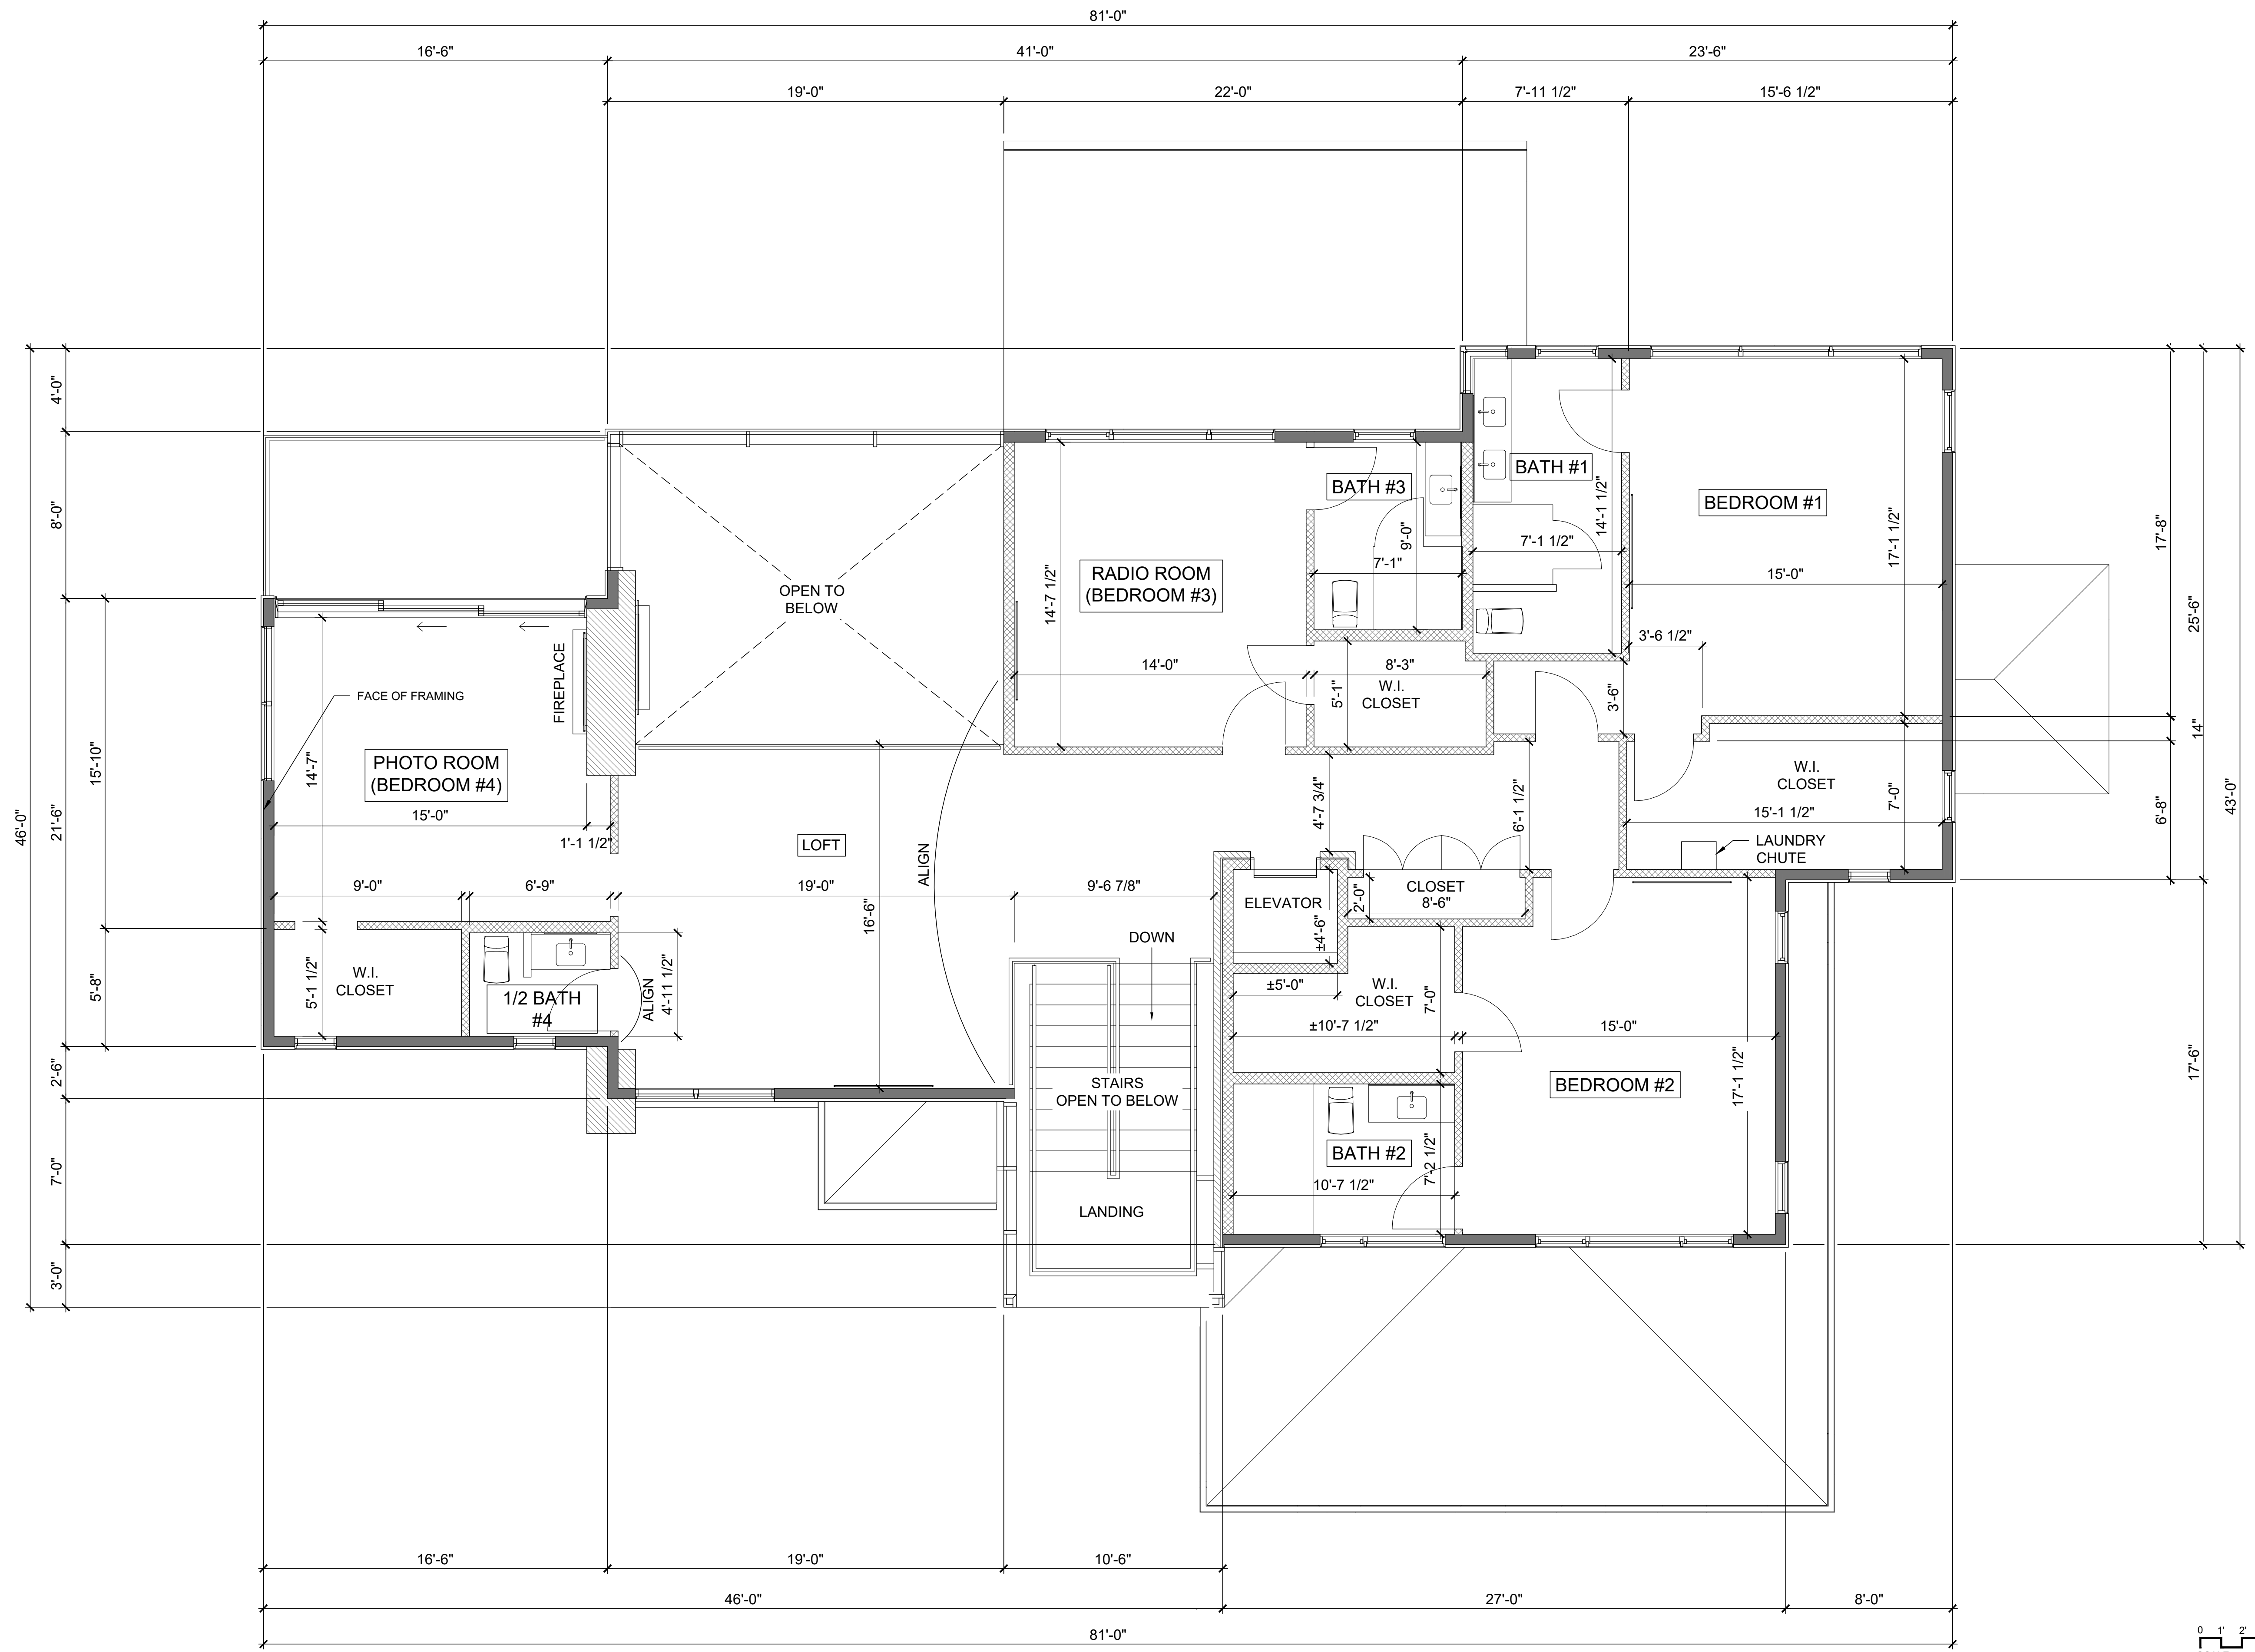 81'-0"
16'-6"
41'-0"
23'-6"
19'-0"
22'-0"
7'-11 1/2"
15'-6 1/2"
4'-0"
8'-0"
46'-0"
21'-6"
15'-10"
5'-8"
2'-6"
7'-0"
3'-0"
FACE OF FRAMING
14'-7"
FIREPLACE
PHOTO ROOM
(BEDROOM #4)
15'-0"
1'-1 1/2"
9'-0"
6'-9"
19'-0"
9'-6 7/8"
5'-1 1/2"
W.I.
CLOSET
1/2 BATH
#4
ALIGN
4'-11 1/2"
OPEN TO
BELOW
LOFT
ALIGN
16'-6"
DOWN
STAIRS
OPEN TO BELOW
LANDING
RADIO ROOM
(BEDROOM #3)
14'-7 1/2"
14'-0"
BATH #3
9'-0"
7'-1"
8'-3"
5'-1"
W.I.
CLOSET
BATH #1
14'-1 1/2"
7'-1 1/2"
BEDROOM #1
17'-1 1/2"
15'-0"
3'-6 1/2"
3'-6"
W.I.
CLOSET
15'-1 1/2"
7'-0"
LAUNDRY
CHUTE
4'-7 3/4"
6'-1 1/2"
ELEVATOR
±4'-6"
2'-0"
CLOSET
8'-6"
±5'-0"
W.I.
CLOSET
7'-0"
±10'-7 1/2"
15'-0"
BEDROOM #2
17'-1 1/2"
BATH #2
7'-2 1/2"
10'-7 1/2"
17'-8"
25'-6"
14"
6'-8"
43'-0"
17'-6"
16'-6"
19'-0"
10'-6"
46'-0"
27'-0"
8'-0"
81'-0"
0 1' 2'